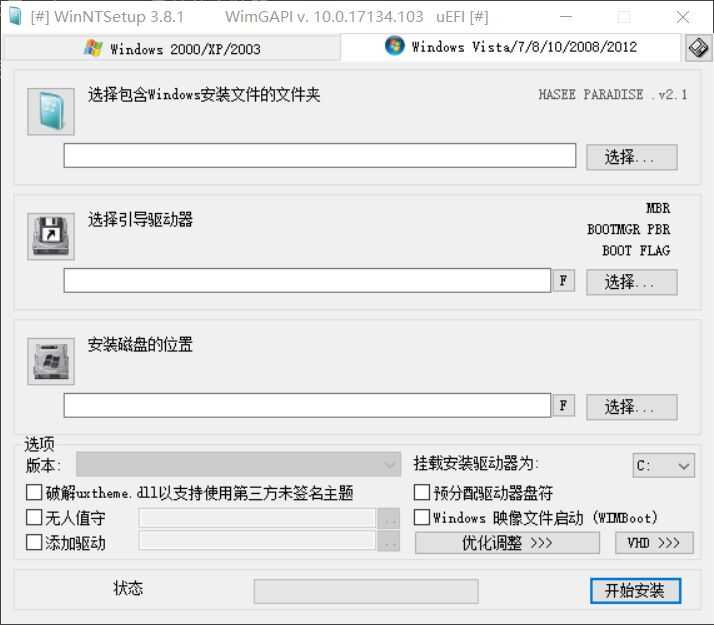 [#] WinNTSetup 3.8.1 WimGAPI v. 10.0.17134.103 uEFI [#]
Windows 2000/XP/2003
Windows Vista/7/8/10/2008/2012
选择包含Windows安装文件的文件夹
HASEE PARADISE .v2.1
选择...
选择引导驱动器
MBR
BOOTMGR PBR
BOOT FLAG
F
选择...
安装磁盘的位置
F
选择...
选项
版本:
挂载安装驱动器为:
C:
破解uxtheme.dll以支持使用第三方未签名主题
预分配驱动器盘符
无人值守
..
Windows 映像文件启动 (WIMBoot)
添加驱动
..
优化调整 >>>
VHD >>>
状态
开始安装